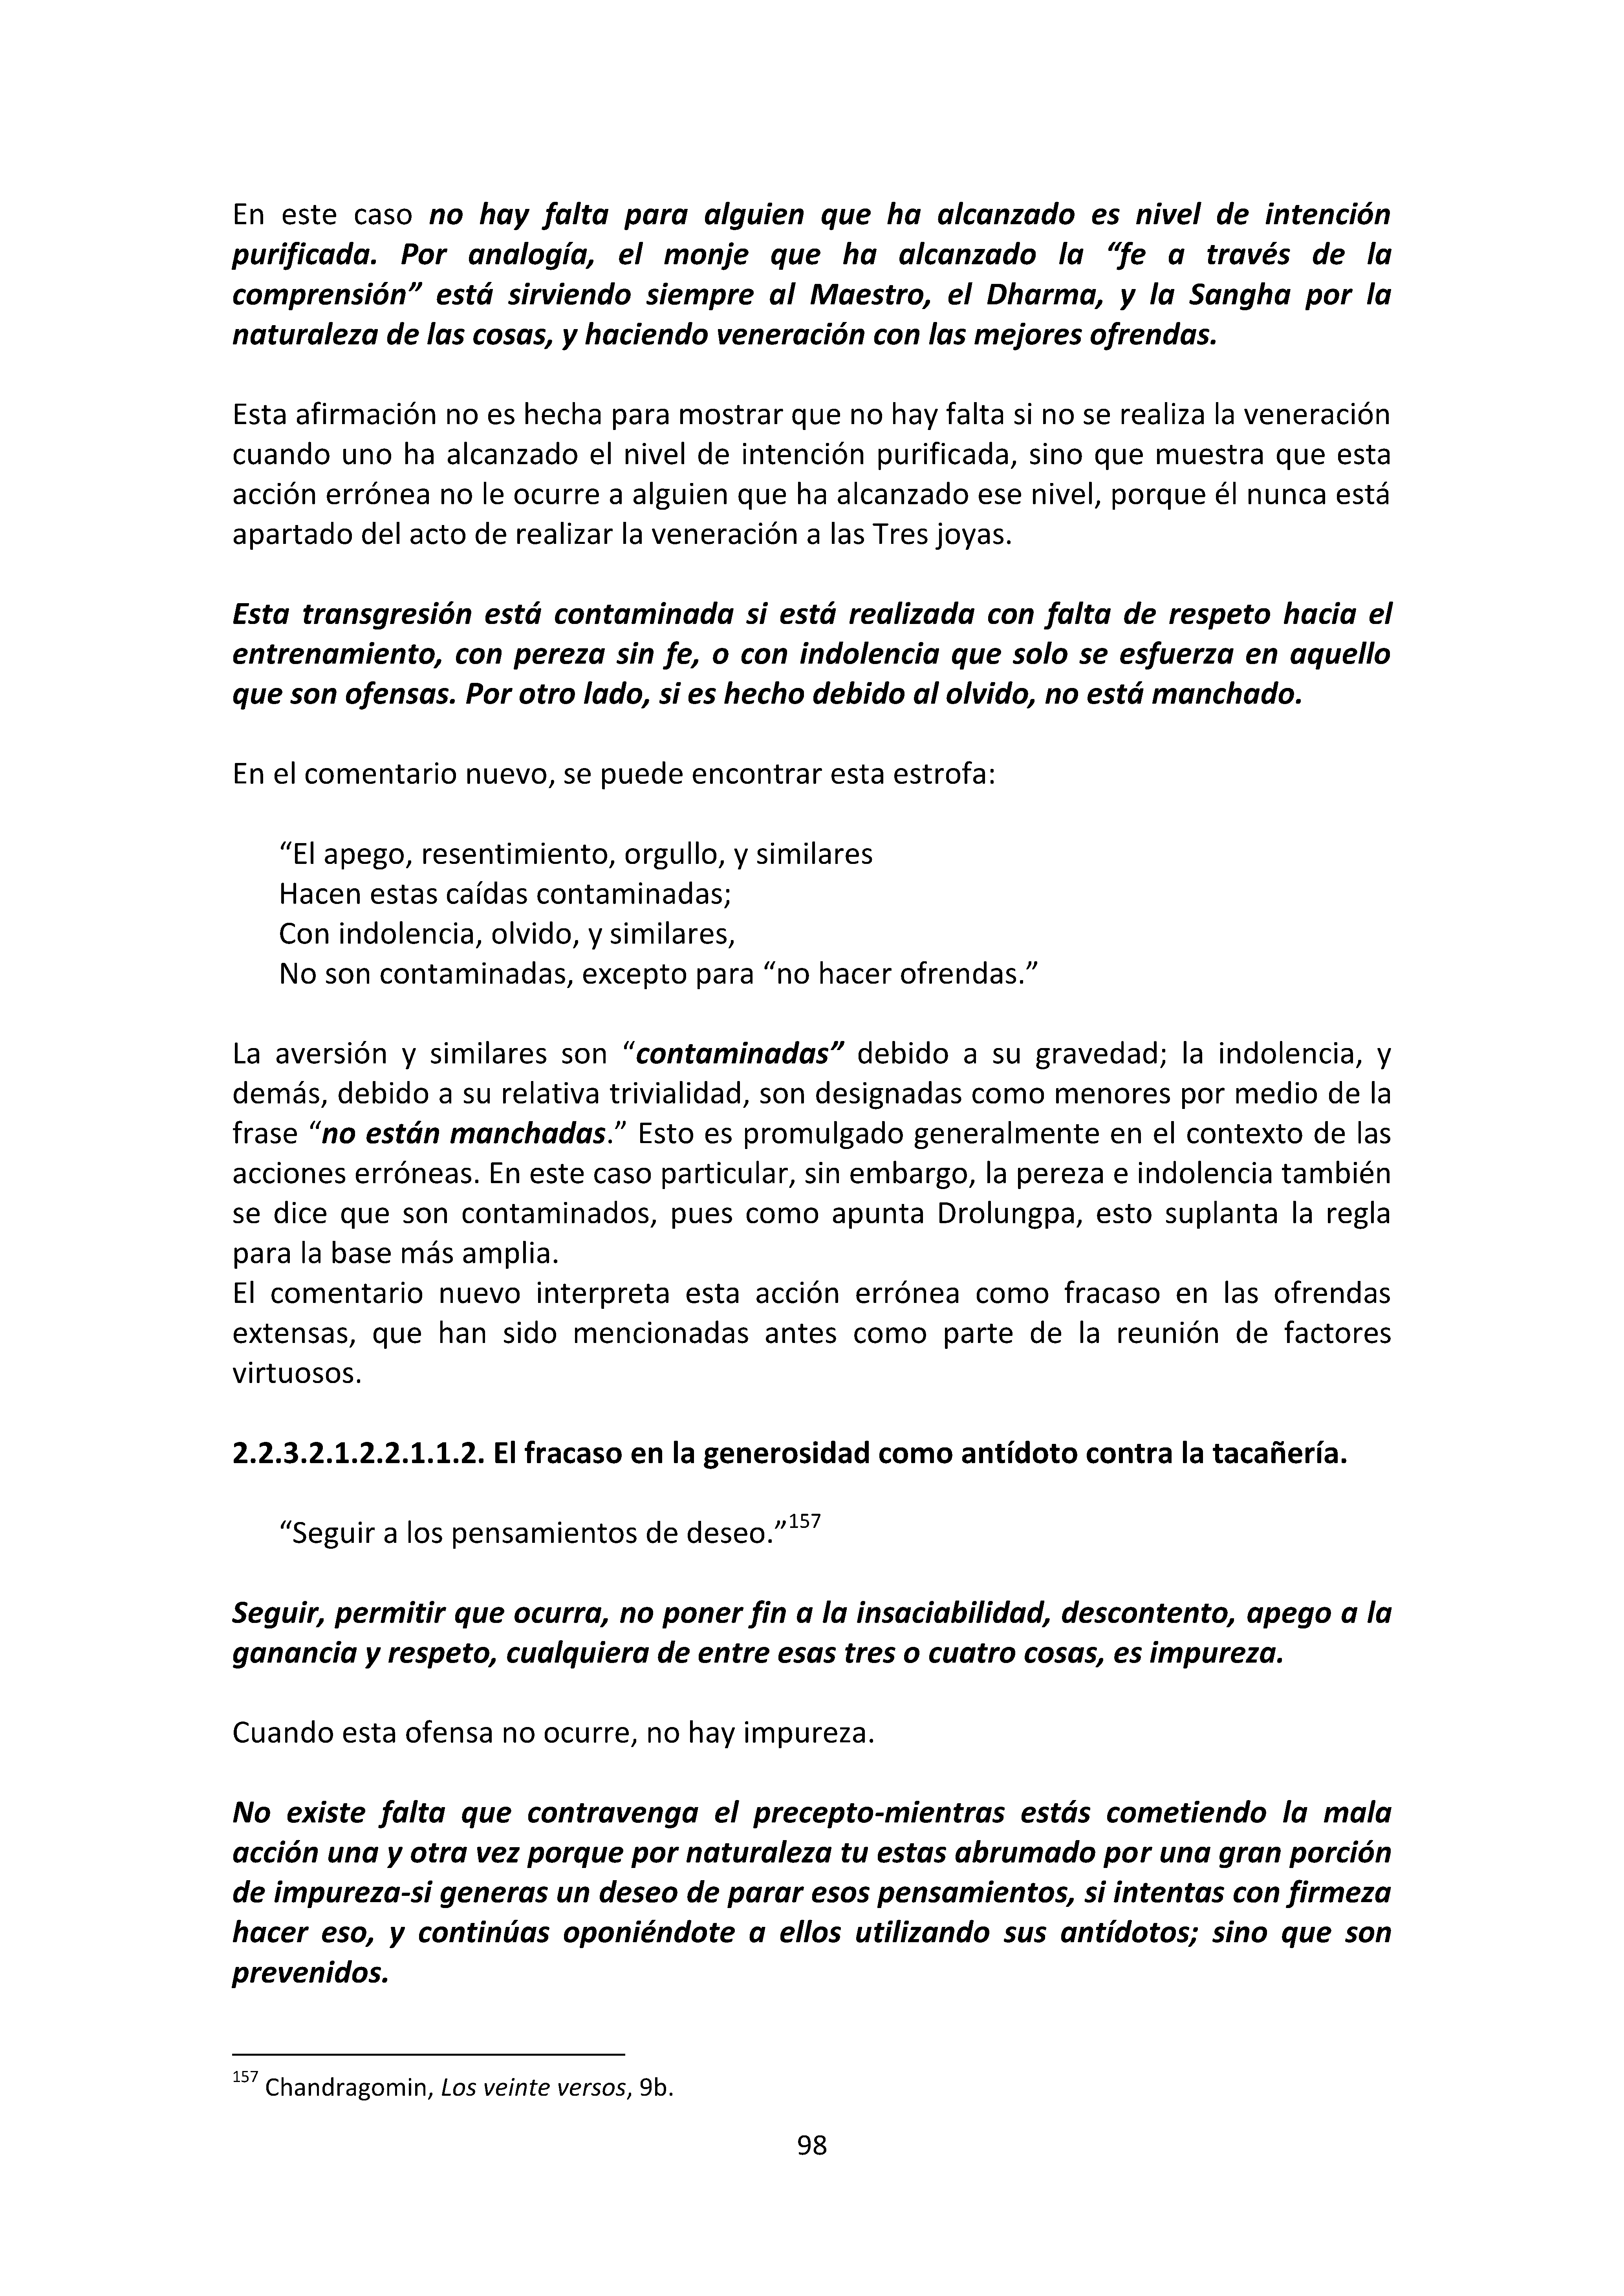 En este caso no hay falta para alguien que ha alcanzado es nivel de intención
purificada. Por analogía, el monje que ha alcanzado la “fe a través de la
comprensión” está sirviendo siempre al Maestro, el Dharma, y la Sangha por la
naturaleza de las cosas, y haciendo veneración con las mejores ofrendas.
Esta afirmación no es hecha para mostrar que no hay falta si no se realiza la veneración
cuando uno ha alcanzado el nivel de intención purificada, sino que muestra que esta
acción errónea no le ocurre a alguien que ha alcanzado ese nivel, porque él nunca está
apartado del acto de realizar la veneración a las Tres joyas.
Esta transgresión está contaminada si está realizada con falta de respeto hacia el
entrenamiento, con pereza sin fe, o con indolencia que solo se esfuerza en aquello
que son ofensas. Por otro lado, si es hecho debido al olvido, no está manchado.
En el comentario nuevo, se puede encontrar esta estrofa:
“El apego, resentimiento, orgullo, y similares
Hacen estas caídas contaminadas;
Con indolencia, olvido, y similares,
No son contaminadas, excepto para “no hacer ofrendas.”
La aversión y similares son “contaminadas” debido a su gravedad; la indolencia, y
demás, debido a su relativa trivialidad, son designadas como menores por medio de la
frase “no están manchadas.” Esto es promulgado generalmente en el contexto de las
acciones erróneas. En este caso particular, sin embargo, la pereza e indolencia también
se dice que son contaminados, pues como apunta Drolungpa, esto suplanta la regla
para la base más amplia.
El comentario nuevo interpreta esta acción errónea como fracaso en las ofrendas
extensas, que han sido mencionadas antes como parte de la reunión de factores
virtuosos.
2.2.3.2.1.2.2.1.1.2. El fracaso en la generosidad como antídoto contra la tacañería.
“Seguir a los pensamientos de deseo.”157
Seguir, permitir que ocurra, no poner fin a la insaciabilidad, descontento, apego a la
ganancia y respeto, cualquiera de entre esas tres o cuatro cosas, es impureza.
Cuando esta ofensa no ocurre, no hay impureza.
No existe falta que contravenga el precepto-mientras estás cometiendo la mala
acción una y otra vez porque por naturaleza tu estas abrumado por una gran porción
de impureza-si generas un deseo de parar esos pensamientos, si intentas con firmeza
hacer eso, y continúas oponiéndote a ellos utilizando sus antídotos; sino que son
prevenidos.
157 Chandragomin, Los veinte versos, 9b.
98